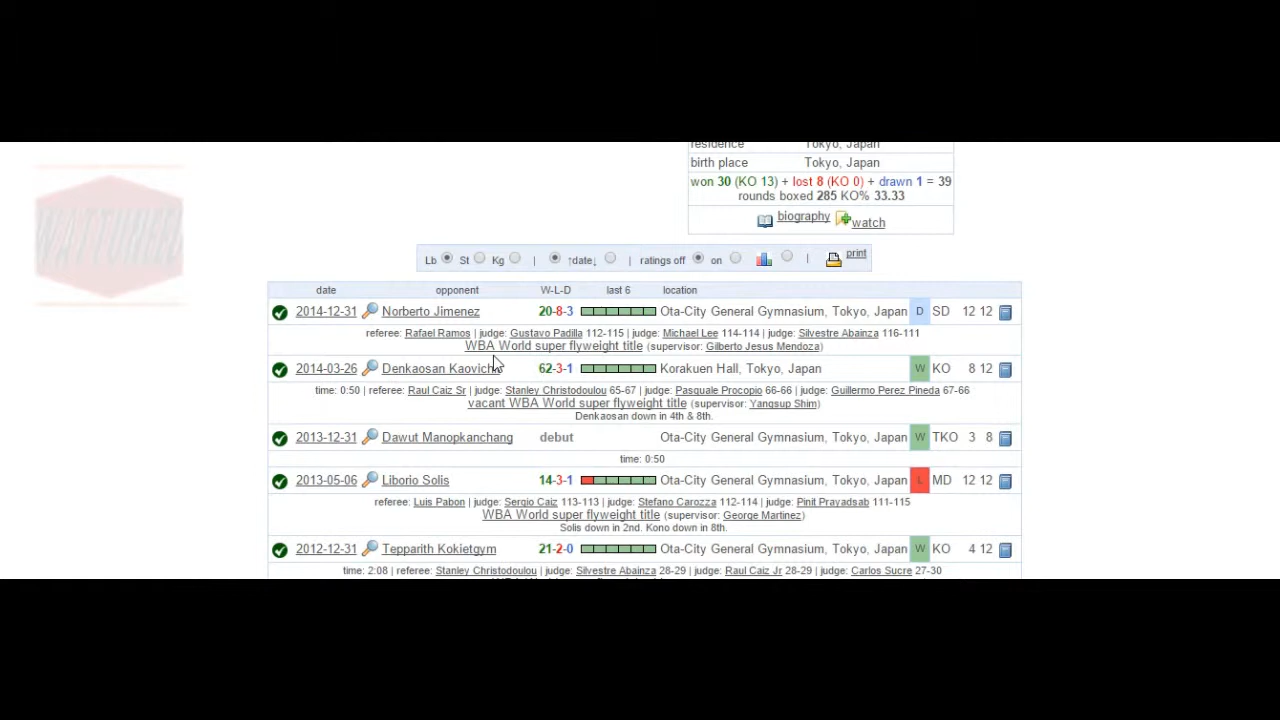 residence Tokyo, Japan
birth place Tokyo, Japan
won 30 (KO 13) + lost 8 (KO 0) + drawn 1 = 39
rounds boxed 285 KO% 33.33
biography watch
Lb St Kg | ↑date↓ | ratings off on | print
date opponent W-L-D last 6 location
2014-12-31 Norberto Jimenez 20-8-3 Ota-City General Gymnasium, Tokyo, Japan D SD 12 12
referee: Rafael Ramos | judge: Gustavo Padilla 112-115 | judge: Michael Lee 114-114 | judge: Silvestre Abainza 116-111
WBA World super flyweight title (supervisor: Gilberto Jesus Mendoza)
2014-03-26 Denkaosan Kaovichit 62-3-1 Korakuen Hall, Tokyo, Japan W KO 8 12
time: 0:50 | referee: Raul Caiz Sr | judge: Stanley Christodoulou 65-67 | judge: Pasquale Procopio 66-66 | judge: Guillermo Perez Pineda 67-66
vacant WBA World super flyweight title (supervisor: Yangsup Shim)
Denkaosan down in 4th & 8th.
2013-12-31 Dawut Manopkanchang debut Ota-City General Gymnasium, Tokyo, Japan W TKO 3 8
time: 0:50
2013-05-06 Liborio Solis 14-3-1 Ota-City General Gymnasium, Tokyo, Japan L MD 12 12
referee: Luis Pabon | judge: Sergio Caiz 113-113 | judge: Stefano Carozza 112-114 | judge: Pinit Prayadsab 111-115
WBA World super flyweight title (supervisor: George Martinez)
Solis down in 2nd. Kono down in 8th.
2012-12-31 Tepparith Kokietgym 21-2-0 Ota-City General Gymnasium, Tokyo, Japan W KO 4 12
time: 2:08 | referee: Stanley Christodoulou | judge: Silvestre Abainza 28-29 | judge: Raul Caiz Jr 28-29 | judge: Carlos Sucre 27-30